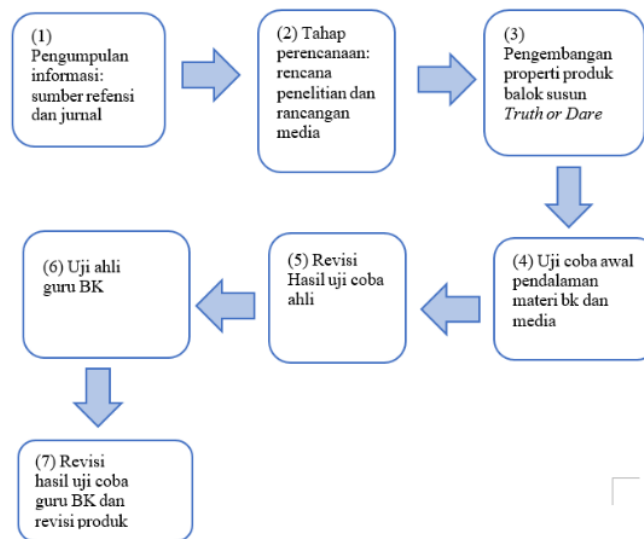 (1)
Pengumpulan
informasi:
sumber refensi
dan jurnal
(2) Tahap
perencanaan:
rencana
penelitian dan
rancangan
media
(3)
Pengembangan
properti produk
balok susun
Truth or Dare
(4) Uji coba awal
pendalaman
materi bk dan
media
(5) Revisi
Hasil uji coba
ahli
(6) Uji ahli
guru BK
(7) Revisi
hasil uji coba
guru BK dan
revisi produk